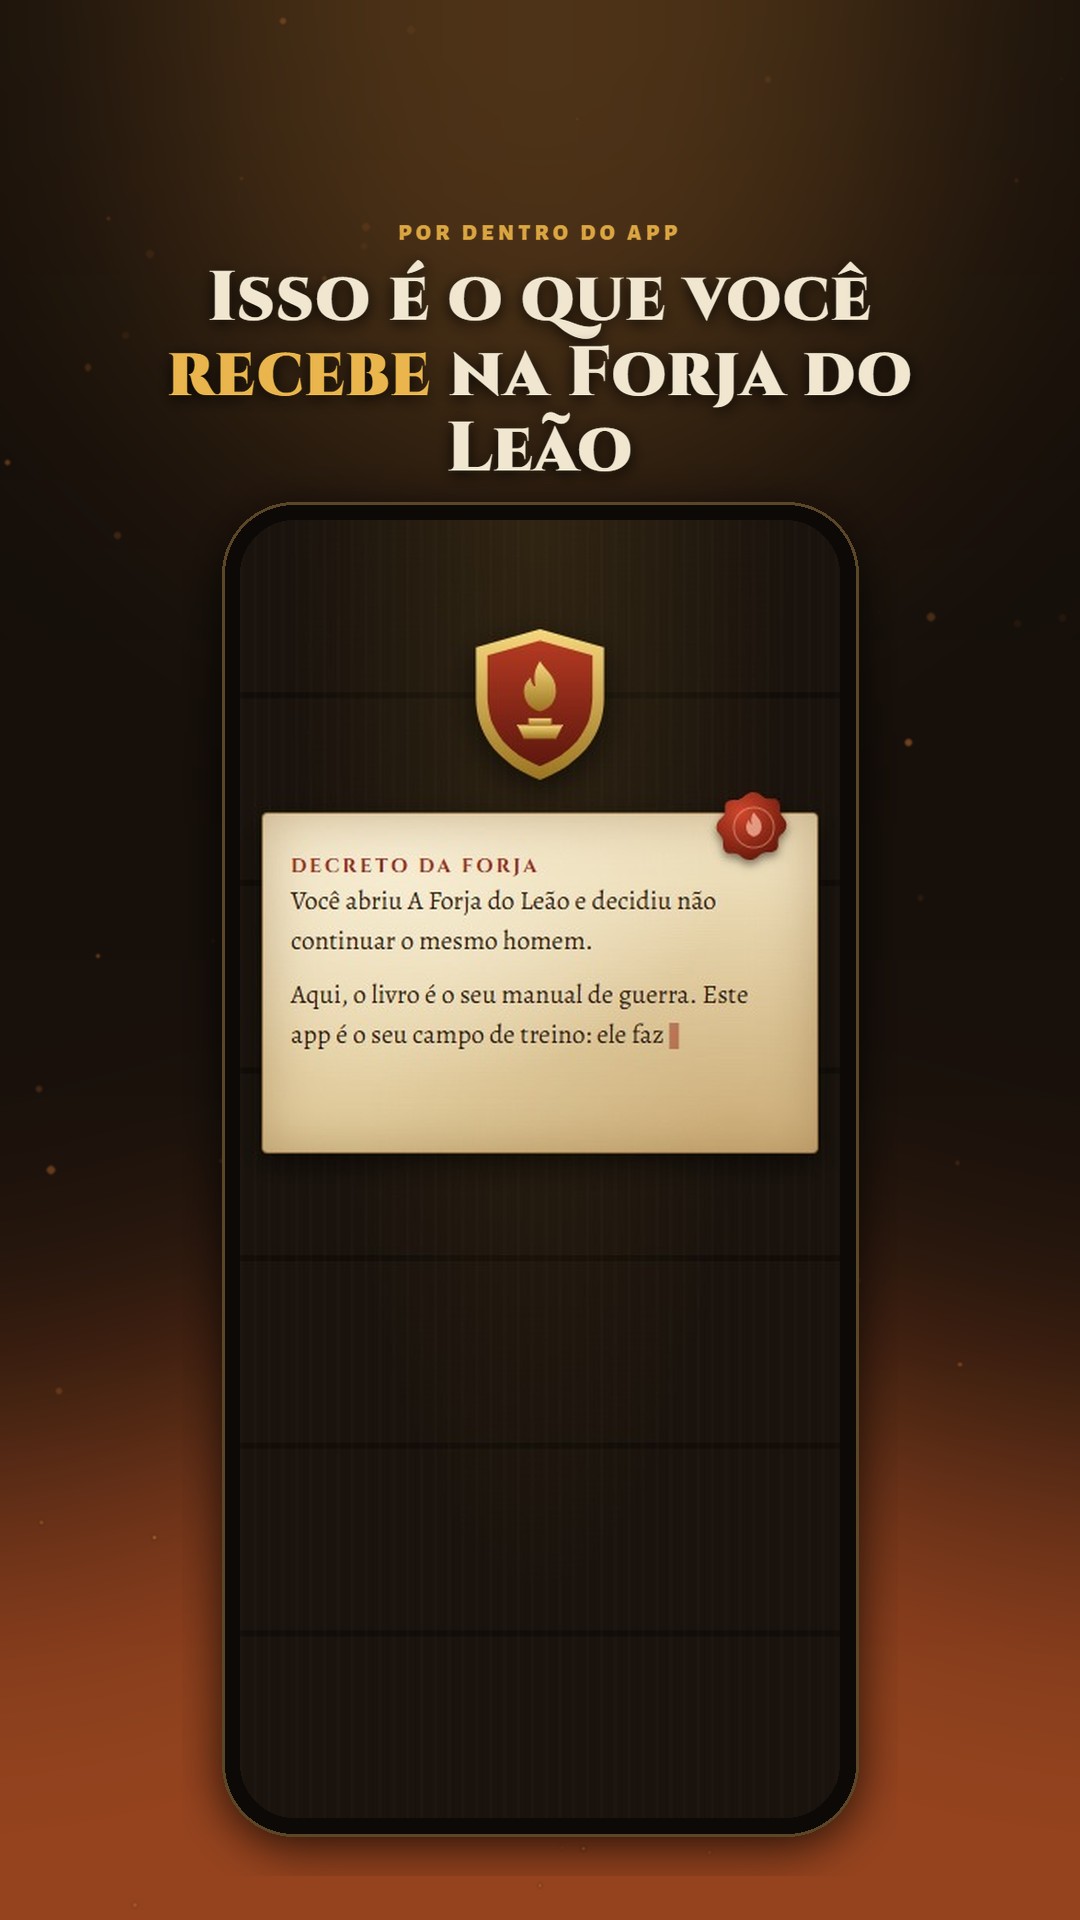 POR DENTRO DO APP
Isso é o que você
recebe na Forja do
Leão
DECRETO DA FORJA
Você abriu A Forja do Leão e decidiu não
continuar o mesmo homem.
Aqui, o livro é o seu manual de guerra. Este
app é o seu campo de treino: ele faz